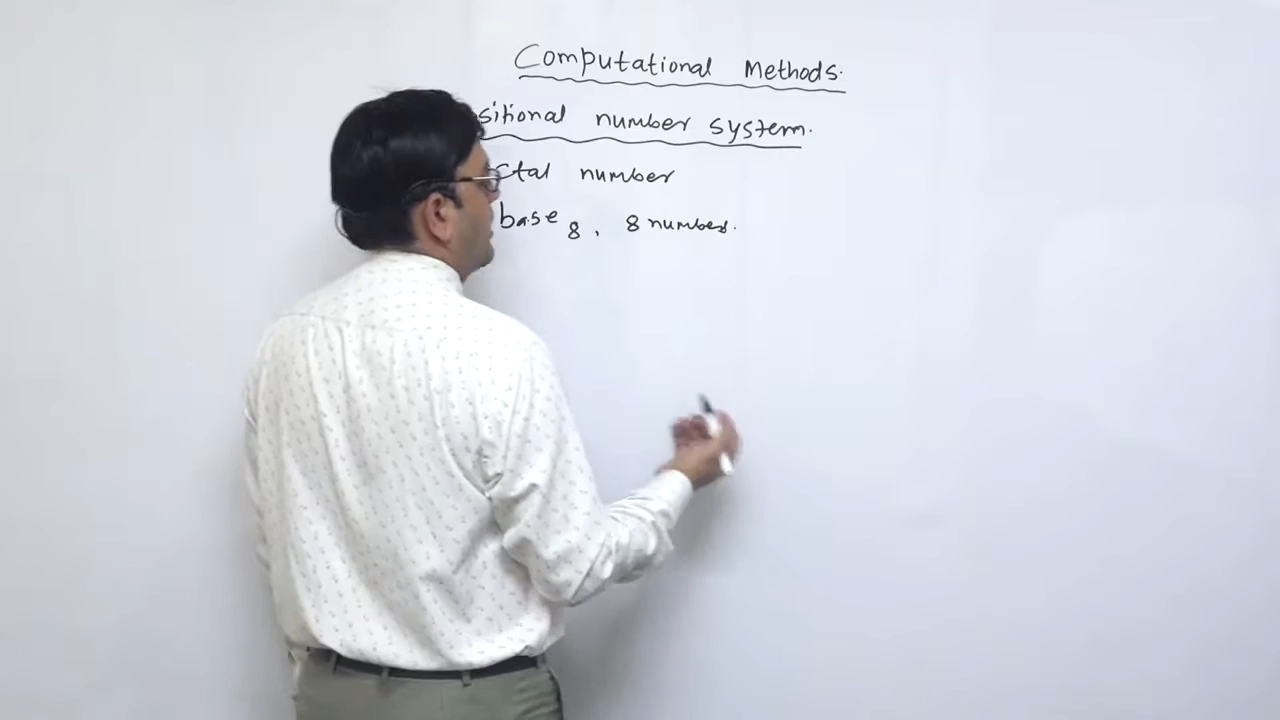 Computational Methods.
sitional number system.
ctal number
base 8, 8 numbers.